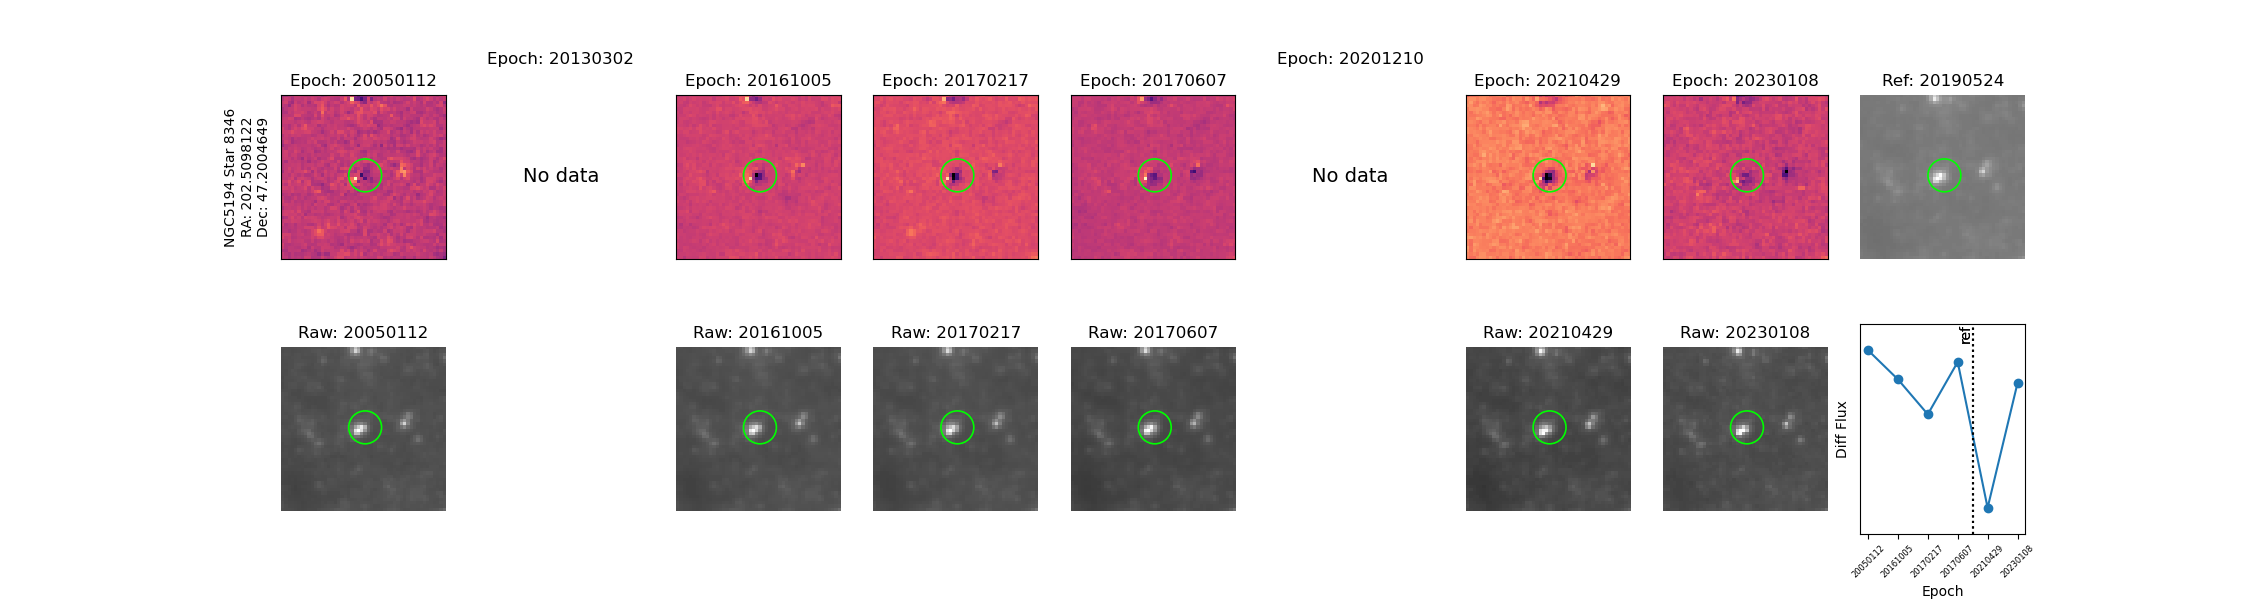 NGC5194 Star 8346
RA: 202.5098122
Dec: 47.2004649
Epoch: 20050112
Epoch: 20130302
No data
Epoch: 20161005
Epoch: 20170217
Epoch: 20170607
Epoch: 20201210
No data
Epoch: 20210429
Epoch: 20230108
Ref: 20190524
Raw: 20050112
Raw: 20161005
Raw: 20170217
Raw: 20170607
Raw: 20210429
Raw: 20230108
ref
Diff Flux
20050112
20161005
20170217
20170607
20210429
20230108
Epoch